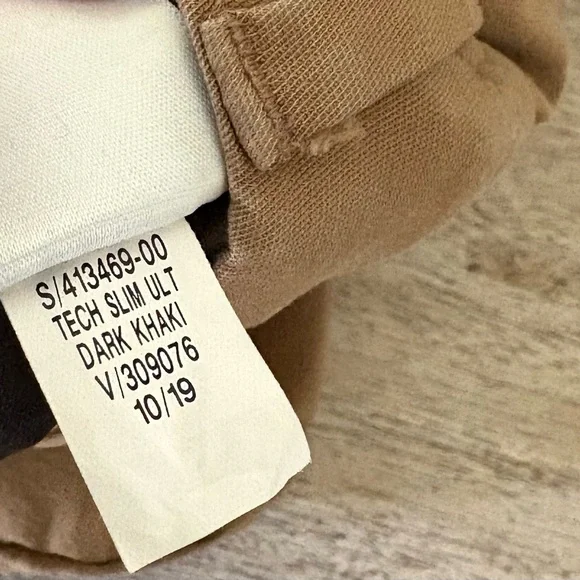 S/413469-00
TECH SLIM ULT
DARK KHAKI
V/309076
10/19